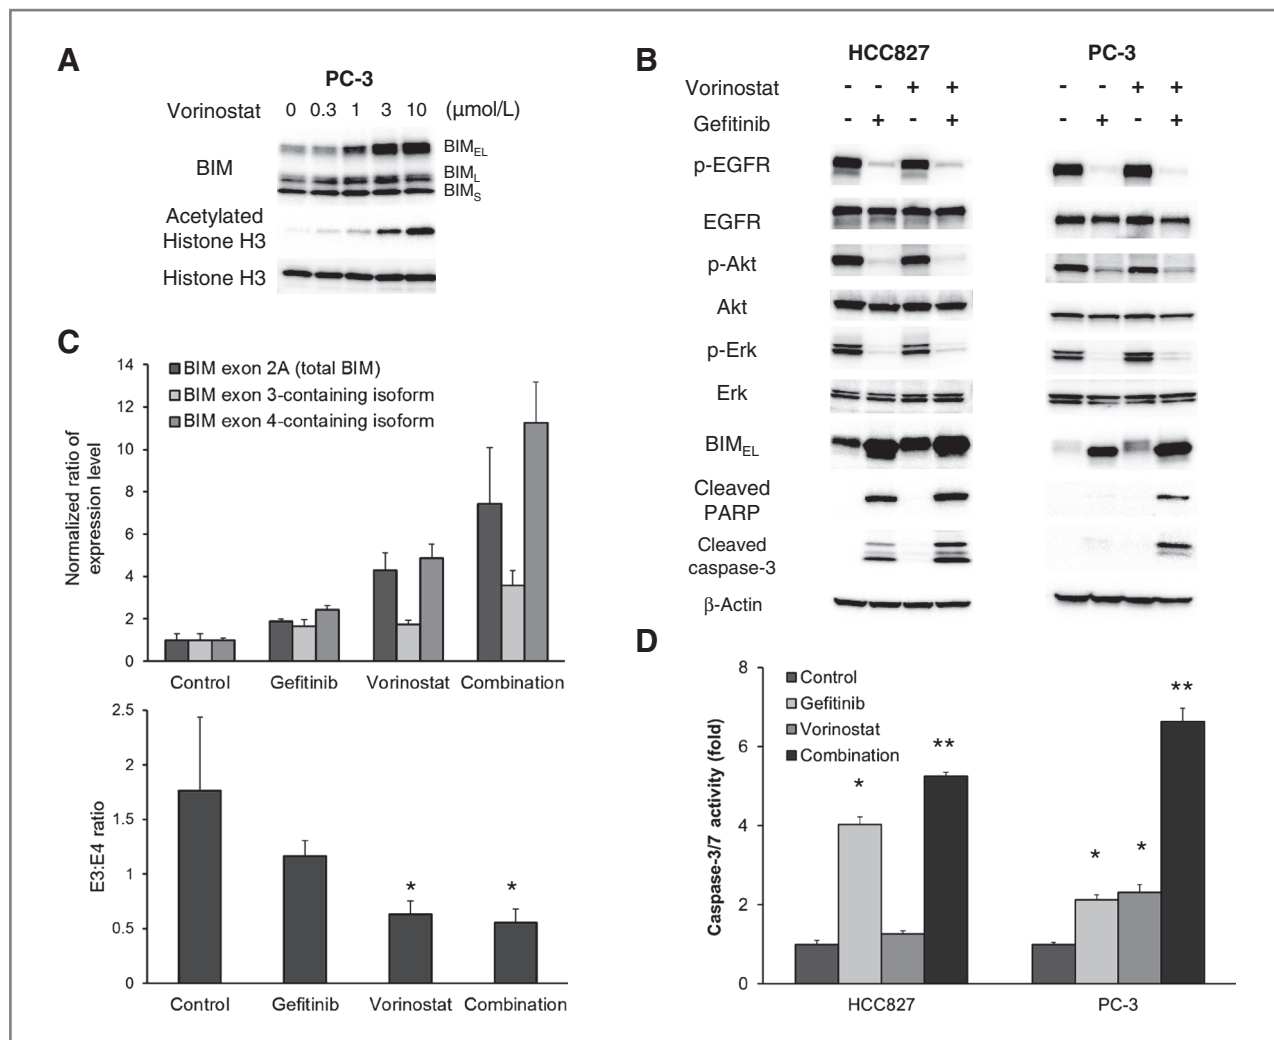 A
PC-3
Vorinostat 0 0.3 1 3 10 (μmol/L)
BIM
BIMEL
BIML
BIMS
Acetylated
Histone H3
Histone H3
B
HCC827 PC-3
Vorinostat - - + + - - + +
Gefitinib - + - + - + - +
p-EGFR
EGFR
p-Akt
Akt
p-Erk
Erk
BIMEL
Cleaved
PARP
Cleaved
caspase-3
β-Actin
C
Normalized ratio of
expression level
14
12
10
8
6
4
2
0
BIM exon 2A (total BIM)
BIM exon 3-containing isoform
BIM exon 4-containing isoform
Control Gefitinib Vorinostat Combination
E3:E4 ratio
2.5
2
1.5
1
0.5
0
* *
Control Gefitinib Vorinostat Combination
D
Caspase-3/7 activity (fold)
8
6
4
2
0
Control
Gefitinib
Vorinostat
Combination
* ** * * **
HCC827 PC-3